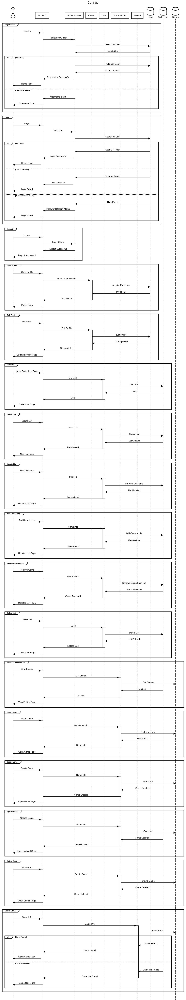 Cartrige
Actor
Frontend
Authentication
Profile
Lists
Game Entries
Search
Users
Collections
Games
Registration
Register
Register new user
Search for User
Username
alt
[Success]
Add new User
UserID + Token
Registration Successful
Home Page
[Username Taken]
Username taken
Username Taken
Login
Login
Login User
Search for User
alt
[Success]
UserID + Token
Login Successful
Home Page
[User not Found]
User not Found
User not Found
Login Failed
[Authentication Failure]
User Found
Password Doesn't Match
Login Failed
Logout
Logout
Logout User
Logout Successful
Logout Successful
Open Profile
Open Profile
Retrieve Profile Info
Acquire Profile Info
Profile Info
Profile Info
Profile Page
Edit Profile
Edit Profile
Edit Profile
Edit Profile
User updated
User updated
Updated Profile Page
Get Lists
Open Collections Page
Get Lists
Get Lists
Lists
Lists
Collections Page
Create List
Create List
Create List
Create List
List Created
List Created
New List Page
Update List
New List Name
Edit List
Put New List Name
List Updated
List Updated
Updated List Page
Add Game Entry
Add Game to List
Game Info
Add Game to List
Game Added
Game Added
Updated List Page
Remove Game Entry
Remove Game
Game Entry
Remove Game From List
Game Removed
Game Removed
Updated List Page
Delete List
Delete List
List ID
Delete List
List Deleted
List Deleted
Collections Page
View All Game Entries
View Entries
Get Entries
Get Games
Games
Games
View Entries Page
Open Game
Open Game
Get Game Info
Get Game Info
Game Info
Game Info
Open Game Page
Create Game
Create Game
Game Info
Game Info
Game Created
Game Created
Open Game Page
Update Game
Update Game
Game Info
Game Info
Game Updated
Game Updated
Open Updated Game
Delete Game
Delete Game
Delete Game
Delete Game
Game Deleted
Game Deleted
Open Entries Page
Search Game
Game Info
Game Info
Delete Game
alt
[Game Found]
Game Found
Game Found
Open Game Page
[Game Not Found]
Game Not Found
Game Not Found
Game Not Found